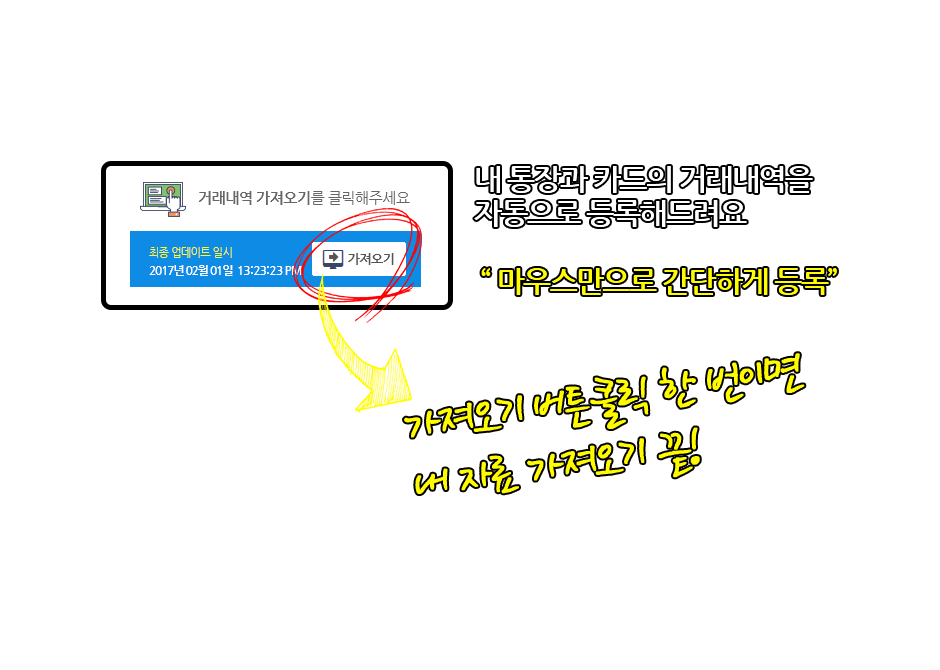 거래내역 가져오기를 클릭해주세요
최종 업데이트 일시
2017년 02월 01일 13:23:23 PM
가져오기
내 통장과 카드의 거래내역을
자동으로 등록해드려요
“ 마우스만으로 간단하게 등록”
가져오기 버튼클릭 한 번이면
내 자료 가져오기 끝!